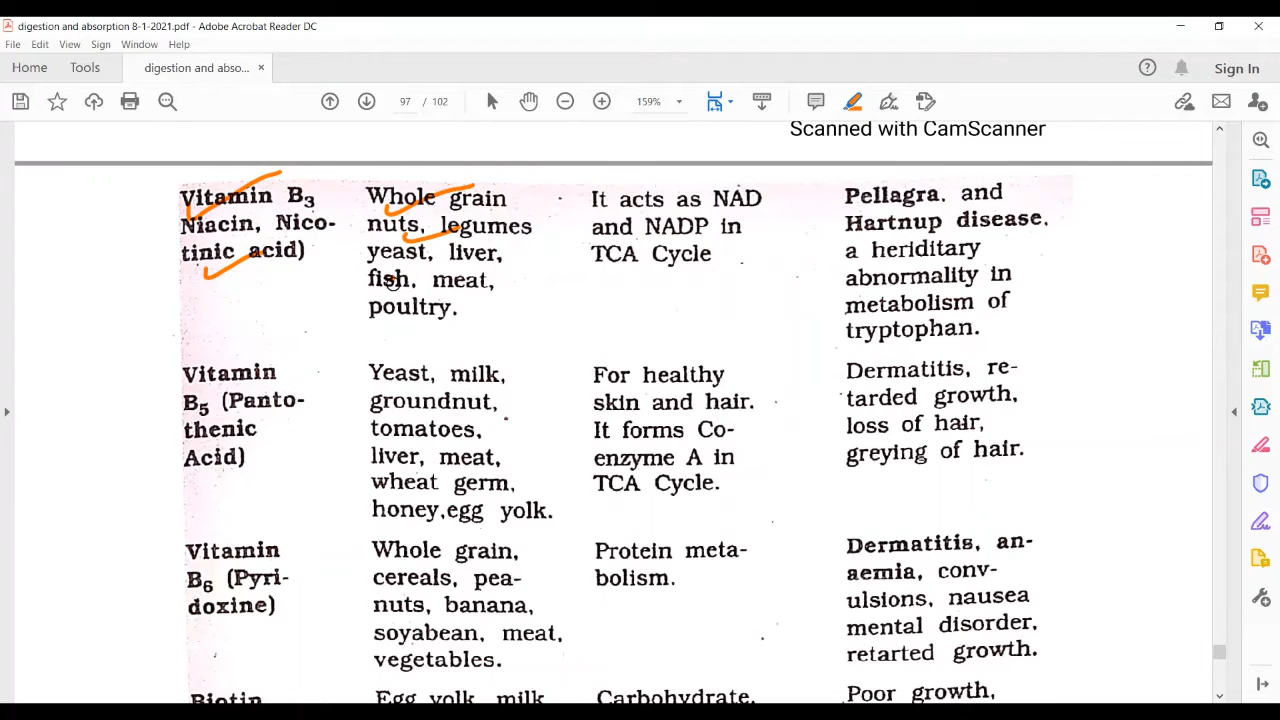 digestion and absorption 8-1-2021.pdf - Adobe Acrobat Reader DC
File Edit View Sign Window Help
Home Tools digestion and abso... × Sign In
97 / 102 159%
Scanned with CamScanner
Vitamin B3 Whole grain It acts as NAD Pellagra. and
Niacin, Nico- nuts, legumes and NADP in Hartnup disease.
tinic acid) yeast, liver, TCA Cycle a heriditary
fish, meat, abnormality in
poultry. metabolism of
tryptophan.
Vitamin Yeast, milk, For healthy Dermatitis, re-
B5 (Panto- groundnut, skin and hair. tarded growth,
thenic tomatoes, It forms Co- loss of hair,
Acid) liver, meat, enzyme A in greying of hair.
wheat germ, TCA Cycle.
honey,egg yolk.
Vitamin Whole grain, Protein meta- Dermatitis, an-
B6 (Pyri- cereals, pea- bolism. aemia, conv-
doxine) nuts, banana, ulsions, nausea
soyabean, meat, mental disorder,
vegetables. retarted growth.
Biotin Egg yolk, milk Carbohydrate, Poor growth,